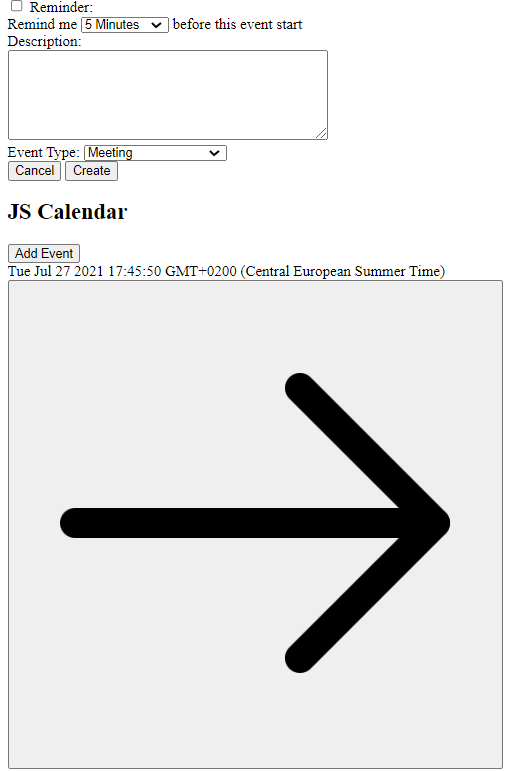 Reminder:
Remind me 5 Minutes before this event start
Description:
Event Type: Meeting
Cancel Create
JS Calendar
Add Event
Tue Jul 27 2021 17:45:50 GMT+0200 (Central European Summer Time)